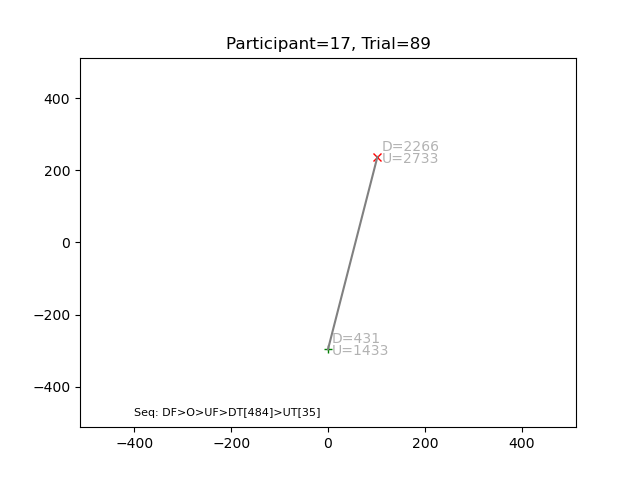 Participant=17, Trial=89
400
200
0
−200
−400
D=2266
U=2733
D=431
U=1433
Seq: DF>O>UF>DT[484]>UT[35]
−400
−200
0
200
400